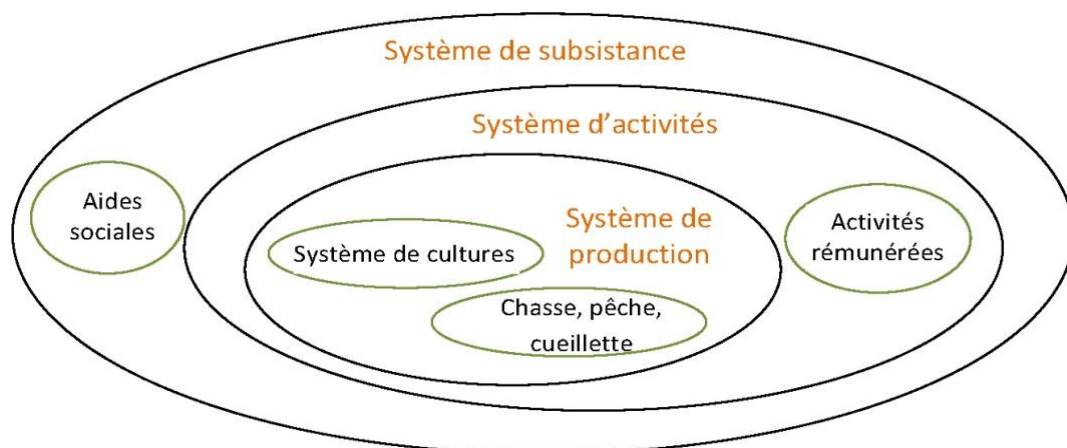 Système de subsistance
Système d’activités
Aides
sociales
Système de
production
Activités
rémunérées
Système de cultures
Chasse, pêche,
cueillette